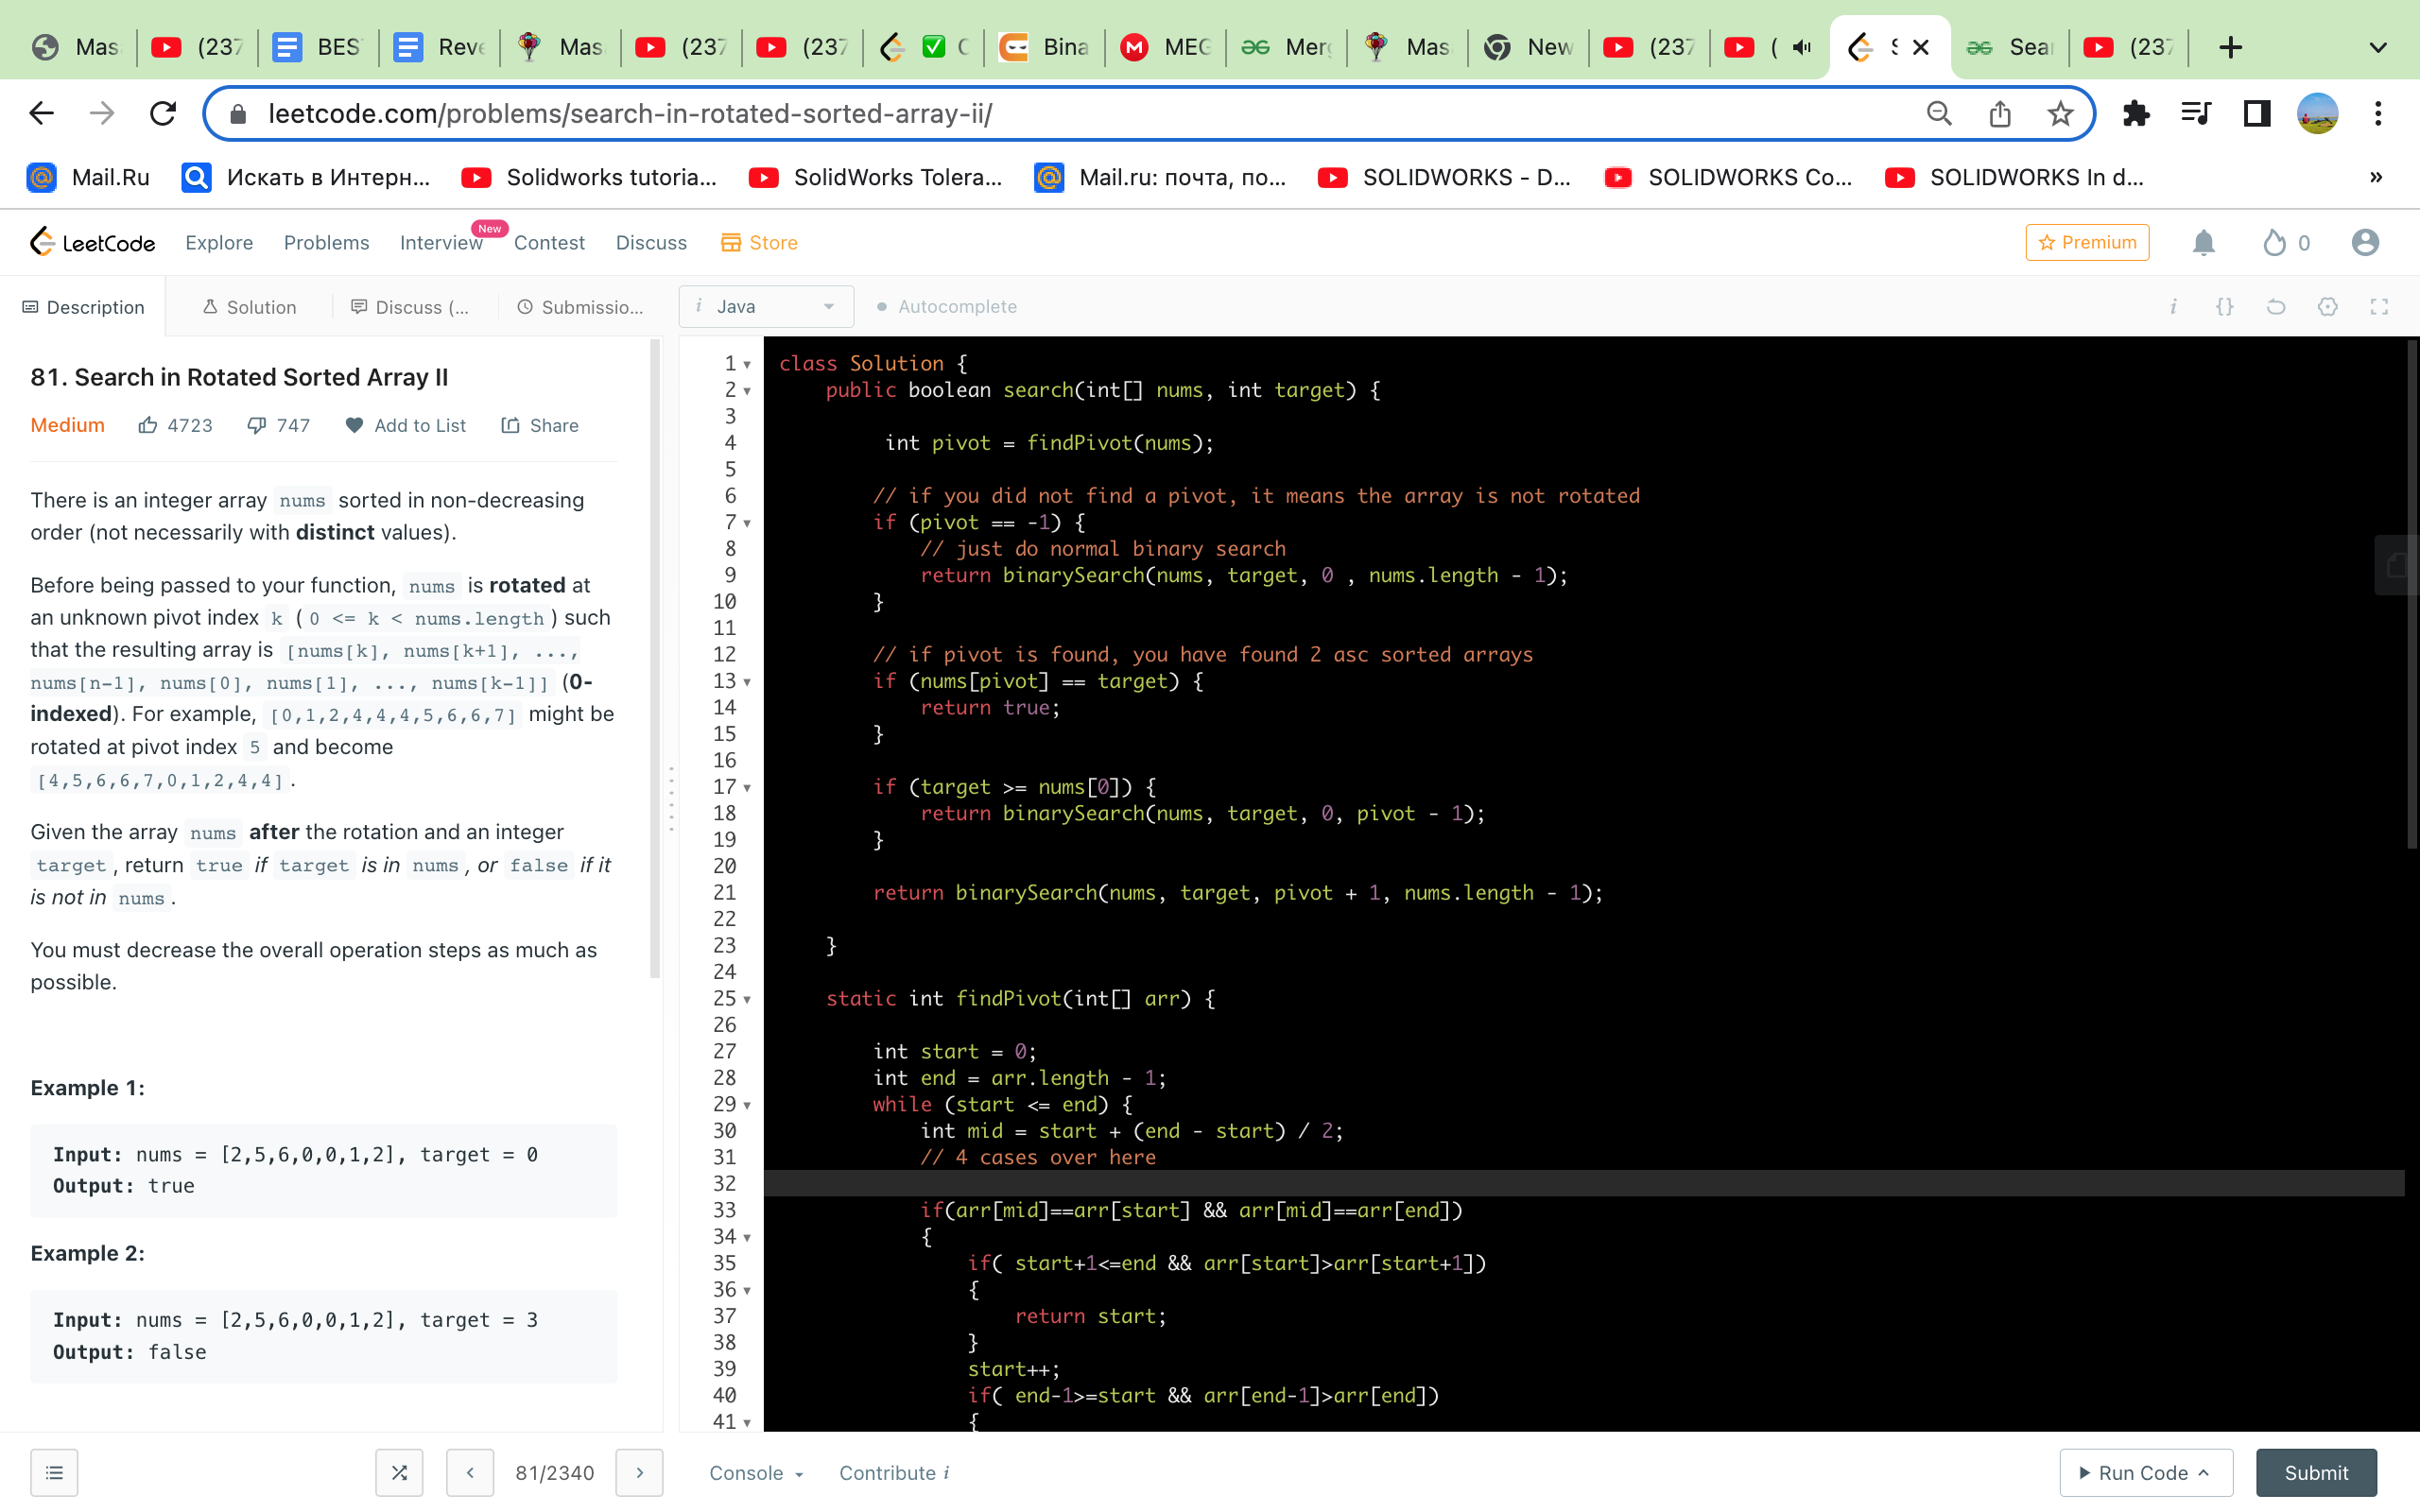 Mas
(237
BES
Reve
Mas
(237
(237
C
Bina
MEG
Merg
Mas
New
(237
(
S
Sear
(237
leetcode.com/problems/search-in-rotated-sorted-array-ii/
Mail.Ru
Искать в Интерн...
Solidworks tutoria...
SolidWorks Tolera...
Mail.ru: почта, по...
SOLIDWORKS - D...
SOLIDWORKS Co...
SOLIDWORKS In d...
»
LeetCode
Explore
Problems
Interview
New
Contest
Discuss
Store
Premium
0
Description
Solution
Discuss (...
Submissio...
i Java
Autocomplete
i
{}
81. Search in Rotated Sorted Array II
Medium
4723
747
Add to List
Share
There is an integer array nums sorted in non-decreasing
order (not necessarily with distinct values).
Before being passed to your function, nums is rotated at
an unknown pivot index k ( 0 <= k < nums.length ) such
that the resulting array is [nums[k], nums[k+1], ...,
nums[n-1], nums[0], nums[1], ..., nums[k-1]] (0-
indexed). For example, [0,1,2,4,4,4,5,6,6,7] might be
rotated at pivot index 5 and become
[4,5,6,6,7,0,1,2,4,4].
Given the array nums after the rotation and an integer
target, return true if target is in nums, or false if it
is not in nums.
You must decrease the overall operation steps as much as
possible.
Example 1:
Input: nums = [2,5,6,0,0,1,2], target = 0
Output: true
Example 2:
Input: nums = [2,5,6,0,0,1,2], target = 3
Output: false
1 class Solution {
2 public boolean search(int[] nums, int target) {
3
4 int pivot = findPivot(nums);
5
6 // if you did not find a pivot, it means the array is not rotated
7 if (pivot == -1) {
8 // just do normal binary search
9 return binarySearch(nums, target, 0 , nums.length - 1);
10 }
11
12 // if pivot is found, you have found 2 asc sorted arrays
13 if (nums[pivot] == target) {
14 return true;
15 }
16
17 if (target >= nums[0]) {
18 return binarySearch(nums, target, 0, pivot - 1);
19 }
20
21 return binarySearch(nums, target, pivot + 1, nums.length - 1);
22
23 }
24
25 static int findPivot(int[] arr) {
26
27 int start = 0;
28 int end = arr.length - 1;
29 while (start <= end) {
30 int mid = start + (end - start) / 2;
31 // 4 cases over here
32
33 if(arr[mid]==arr[start] && arr[mid]==arr[end])
34 {
35 if( start+1<=end && arr[start]>arr[start+1])
36 {
37 return start;
38 }
39 start++;
40 if( end-1>=start && arr[end-1]>arr[end])
41 {
81/2340
Console
Contribute i
Run Code
Submit